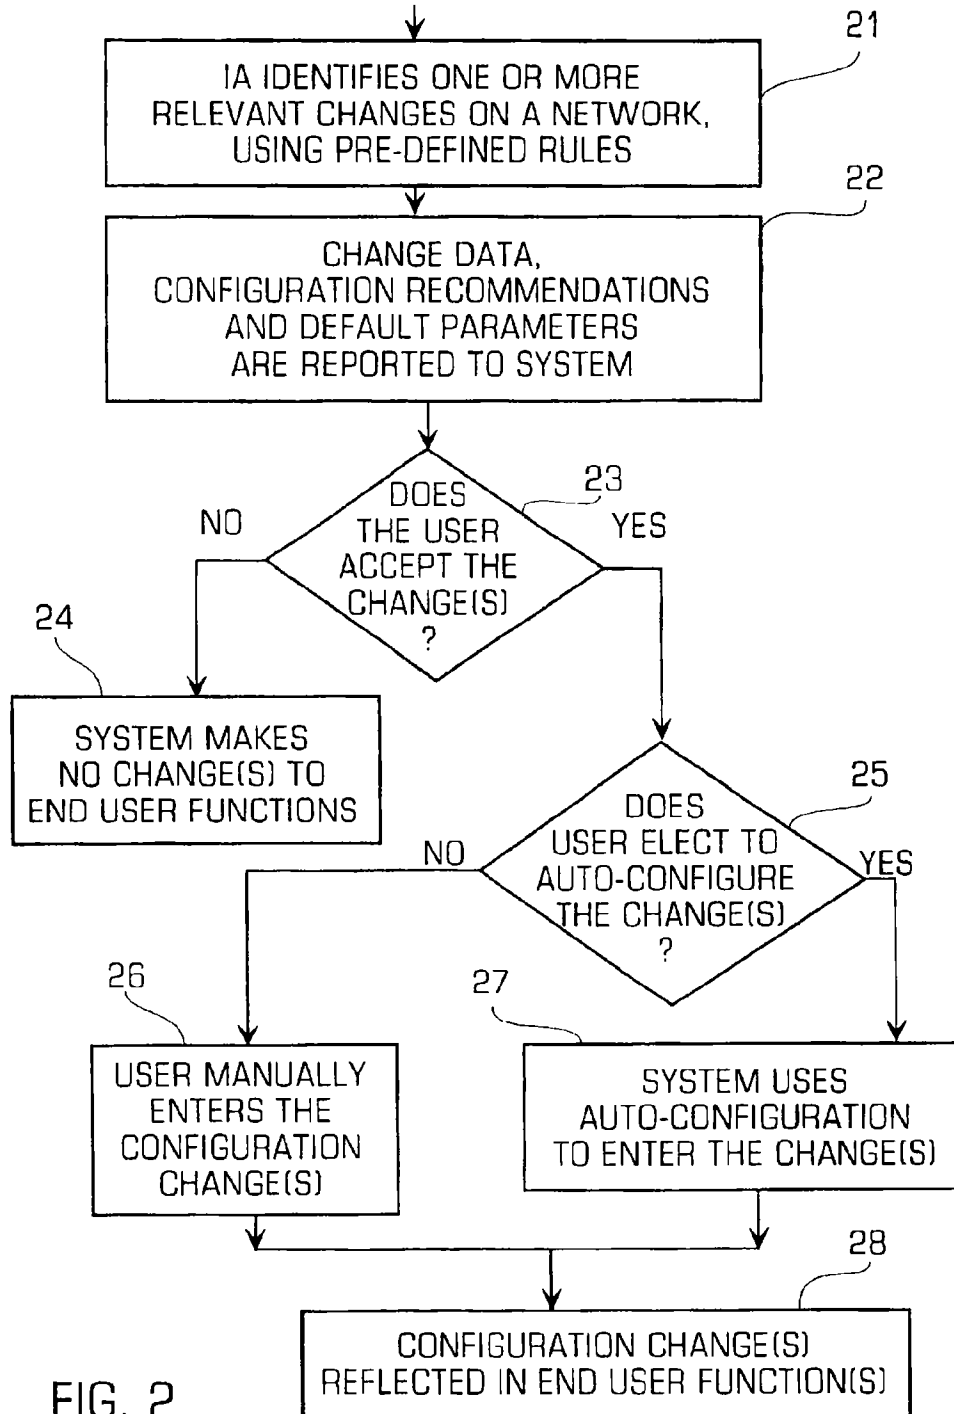 21
IA IDENTIFIES ONE OR MORE
RELEVANT CHANGES ON A NETWORK,
USING PRE-DEFINED RULES
22
CHANGE DATA,
CONFIGURATION RECOMMENDATIONS
AND DEFAULT PARAMETERS
ARE REPORTED TO SYSTEM
23
DOES
THE USER
ACCEPT THE
CHANGE(S)
?
NO
YES
24
SYSTEM MAKES
NO CHANGE(S) TO
END USER FUNCTIONS
25
DOES
USER ELECT TO
AUTO-CONFIGURE
THE CHANGE(S)
?
NO
YES
26
USER MANUALLY
ENTERS THE
CONFIGURATION
CHANGE(S)
27
SYSTEM USES
AUTO-CONFIGURATION
TO ENTER THE CHANGE(S)
28
CONFIGURATION CHANGE(S)
REFLECTED IN END USER FUNCTION(S)
FIG. 2